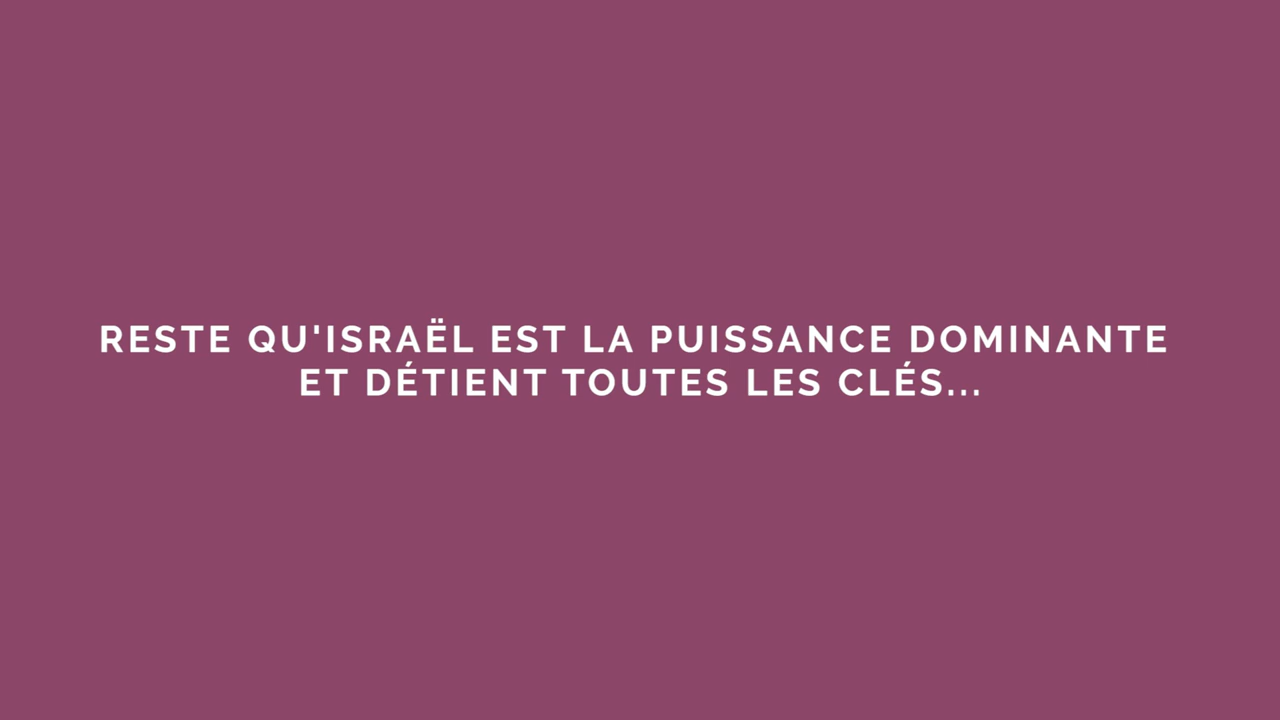 RESTE QU'ISRAËL EST LA PUISSANCE DOMINANTE
ET DÉTIENT TOUTES LES CLÉS...